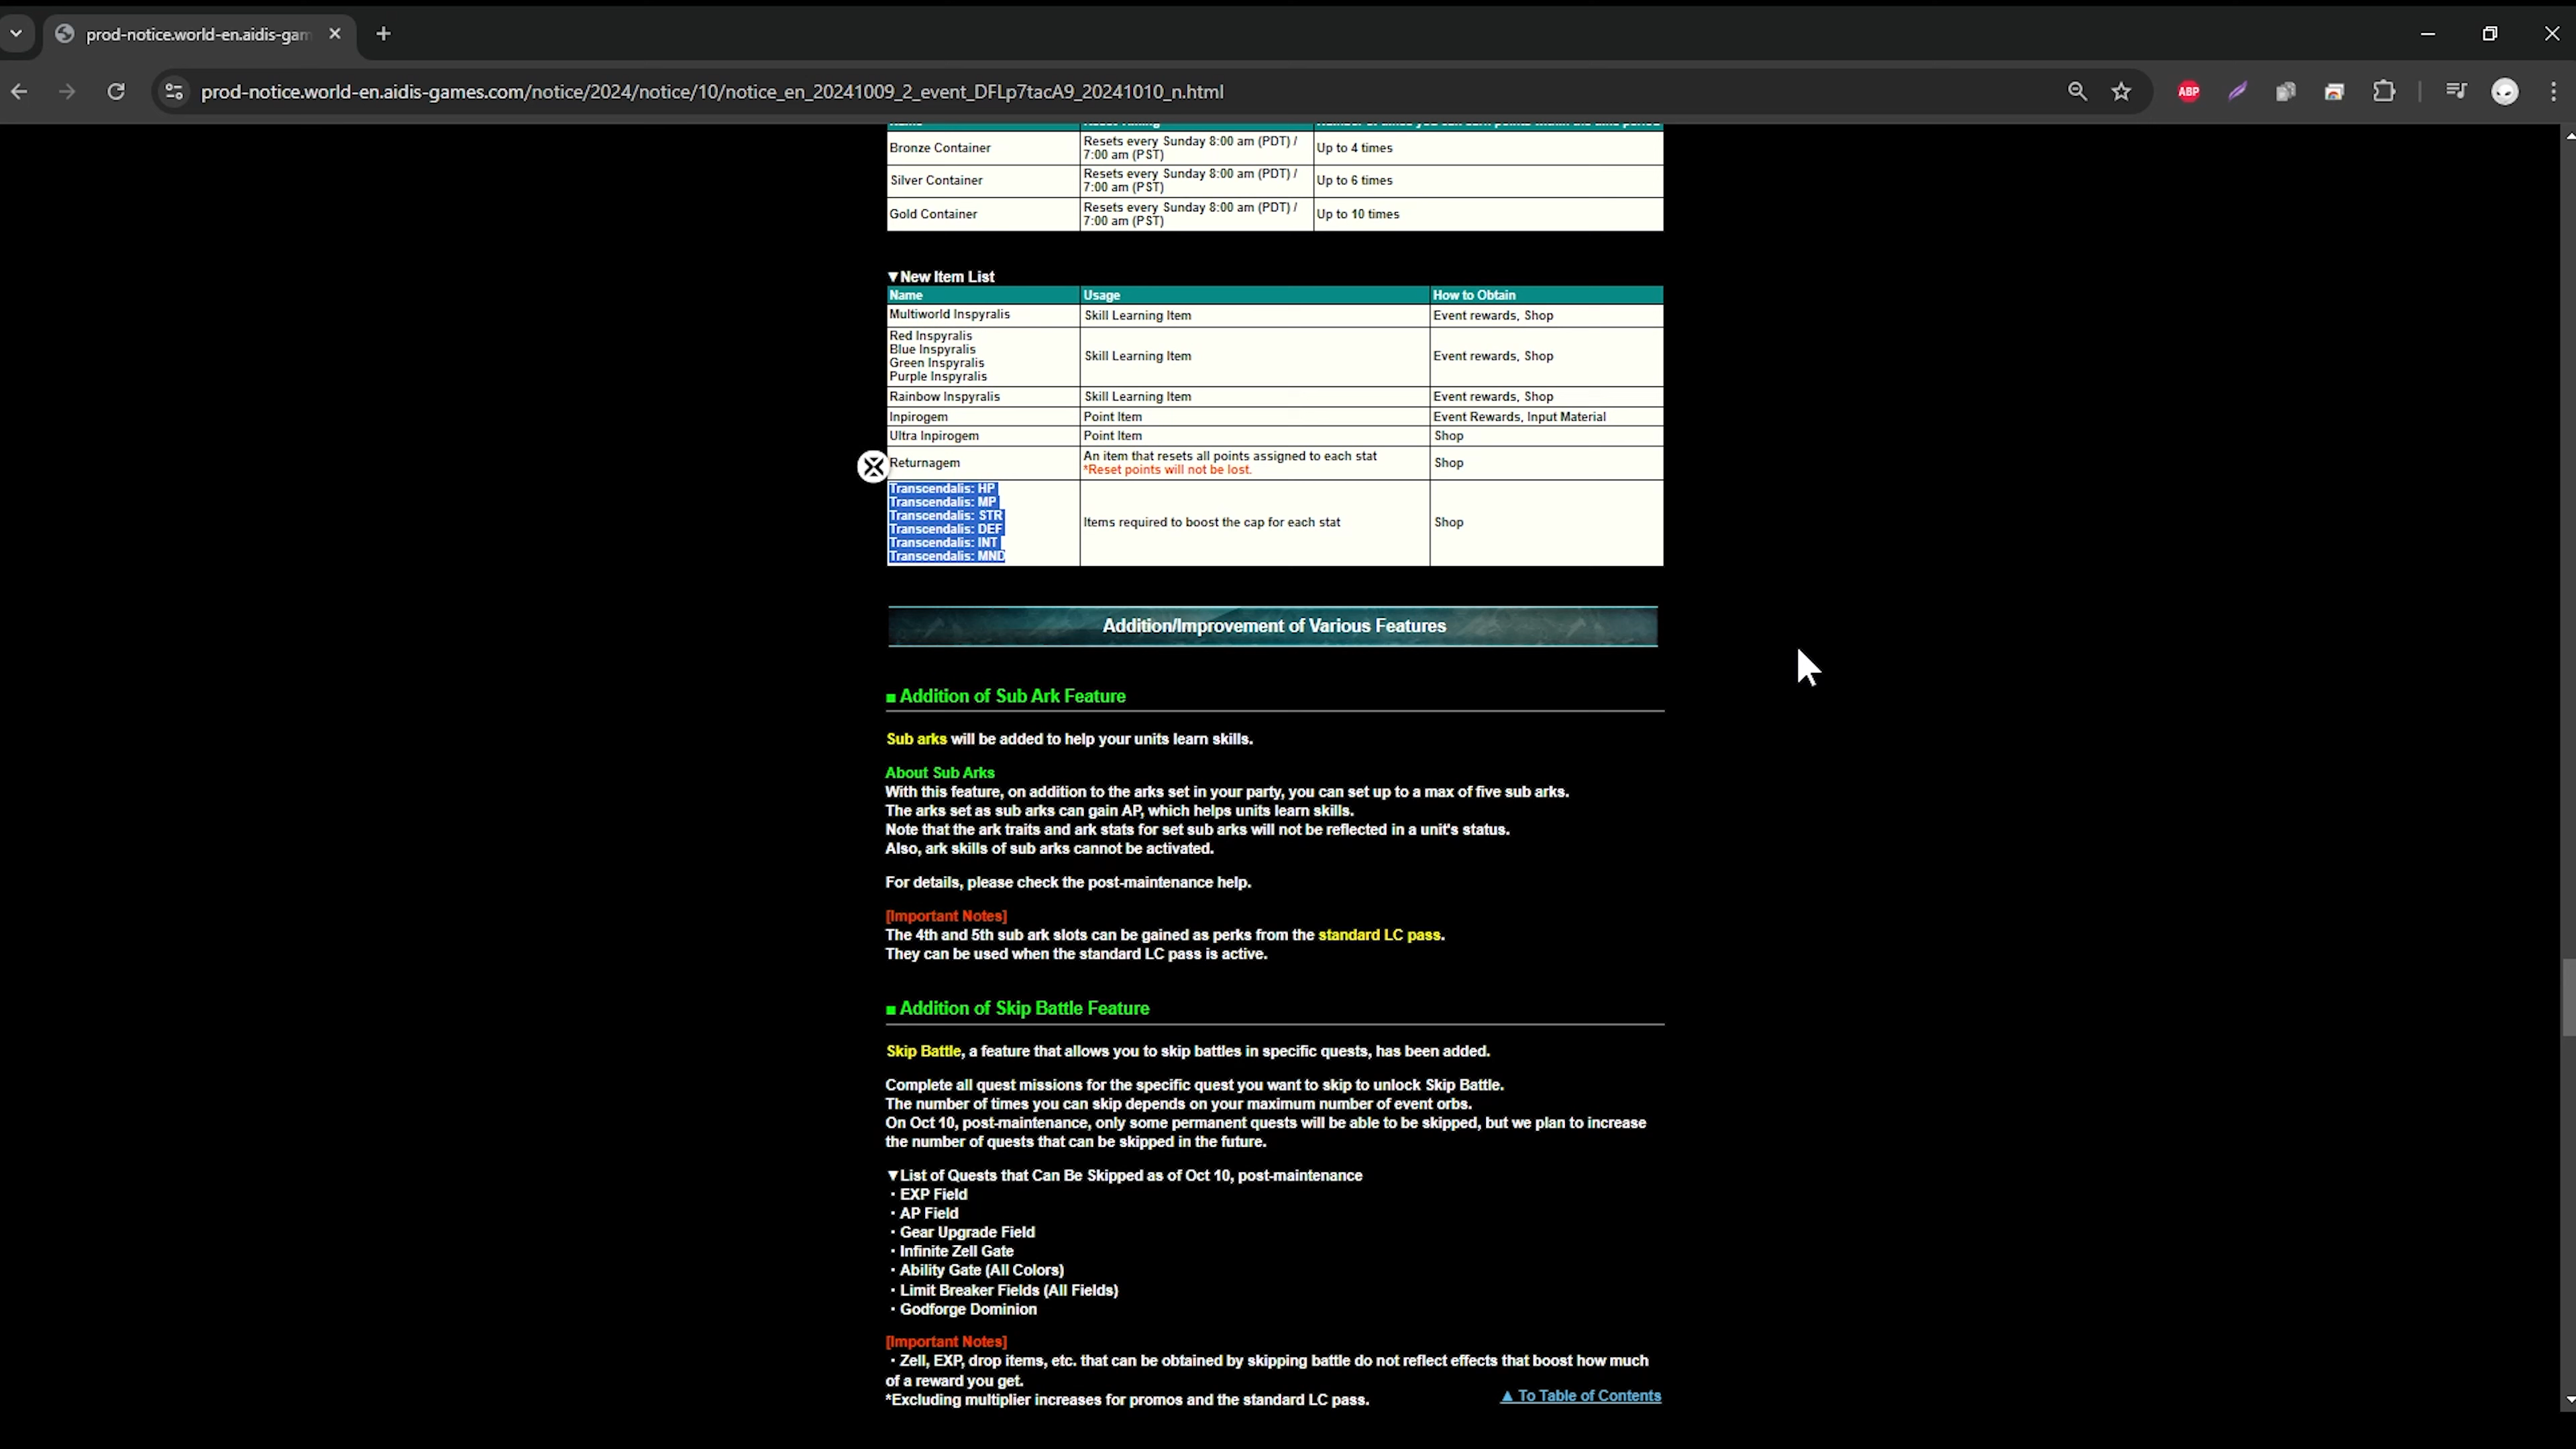 prod-notice.world-en.aidis-gam
prod-notice.world-en.aidis-games.com/notice/2024/notice/10/notice_en_20241009_2_event_DFLp7tacA9_20241010_n.html
ABP
Bronze Container
Resets every Sunday 8:00 am (PDT) /
7:00 am (PST)
Up to 4 times
Silver Container
Resets every Sunday 8:00 am (PDT) /
7:00 am (PST)
Up to 6 times
Gold Container
Resets every Sunday 8:00 am (PDT) /
7:00 am (PST)
Up to 10 times
▼New Item List
Name Usage How to Obtain
Multiworld Inspyralis Skill Learning Item Event rewards, Shop
Red Inspyralis
Blue Inspyralis
Green Inspyralis
Purple Inspyralis
Skill Learning Item Event rewards, Shop
Rainbow Inspyralis Skill Learning Item Event rewards, Shop
Inpirogem Point Item Event Rewards, Input Material
Ultra Inpirogem Point Item Shop
Returnagem
An item that resets all points assigned to each stat
*Reset points will not be lost.
Shop
Transcendalis: HP
Transcendalis: MP
Transcendalis: STR
Transcendalis: DEF
Transcendalis: INT
Transcendalis: MND
Items required to boost the cap for each stat Shop
Addition/Improvement of Various Features
■ Addition of Sub Ark Feature
Sub arks will be added to help your units learn skills.
About Sub Arks
With this feature, on addition to the arks set in your party, you can set up to a max of five sub arks.
The arks set as sub arks can gain AP, which helps units learn skills.
Note that the ark traits and ark stats for set sub arks will not be reflected in a unit's status.
Also, ark skills of sub arks cannot be activated.
For details, please check the post-maintenance help.
[Important Notes]
The 4th and 5th sub ark slots can be gained as perks from the standard LC pass.
They can be used when the standard LC pass is active.
■ Addition of Skip Battle Feature
Skip Battle, a feature that allows you to skip battles in specific quests, has been added.
Complete all quest missions for the specific quest you want to skip to unlock Skip Battle.
The number of times you can skip depends on your maximum number of event orbs.
On Oct 10, post-maintenance, only some permanent quests will be able to be skipped, but we plan to increase
the number of quests that can be skipped in the future.
▼List of Quests that Can Be Skipped as of Oct 10, post-maintenance
・EXP Field
・AP Field
・Gear Upgrade Field
・Infinite Zell Gate
・Ability Gate (All Colors)
・Limit Breaker Fields (All Fields)
・Godforge Dominion
[Important Notes]
・Zell, EXP, drop items, etc. that can be obtained by skipping battle do not reflect effects that boost how much
of a reward you get.
*Excluding multiplier increases for promos and the standard LC pass.
▲ To Table of Contents